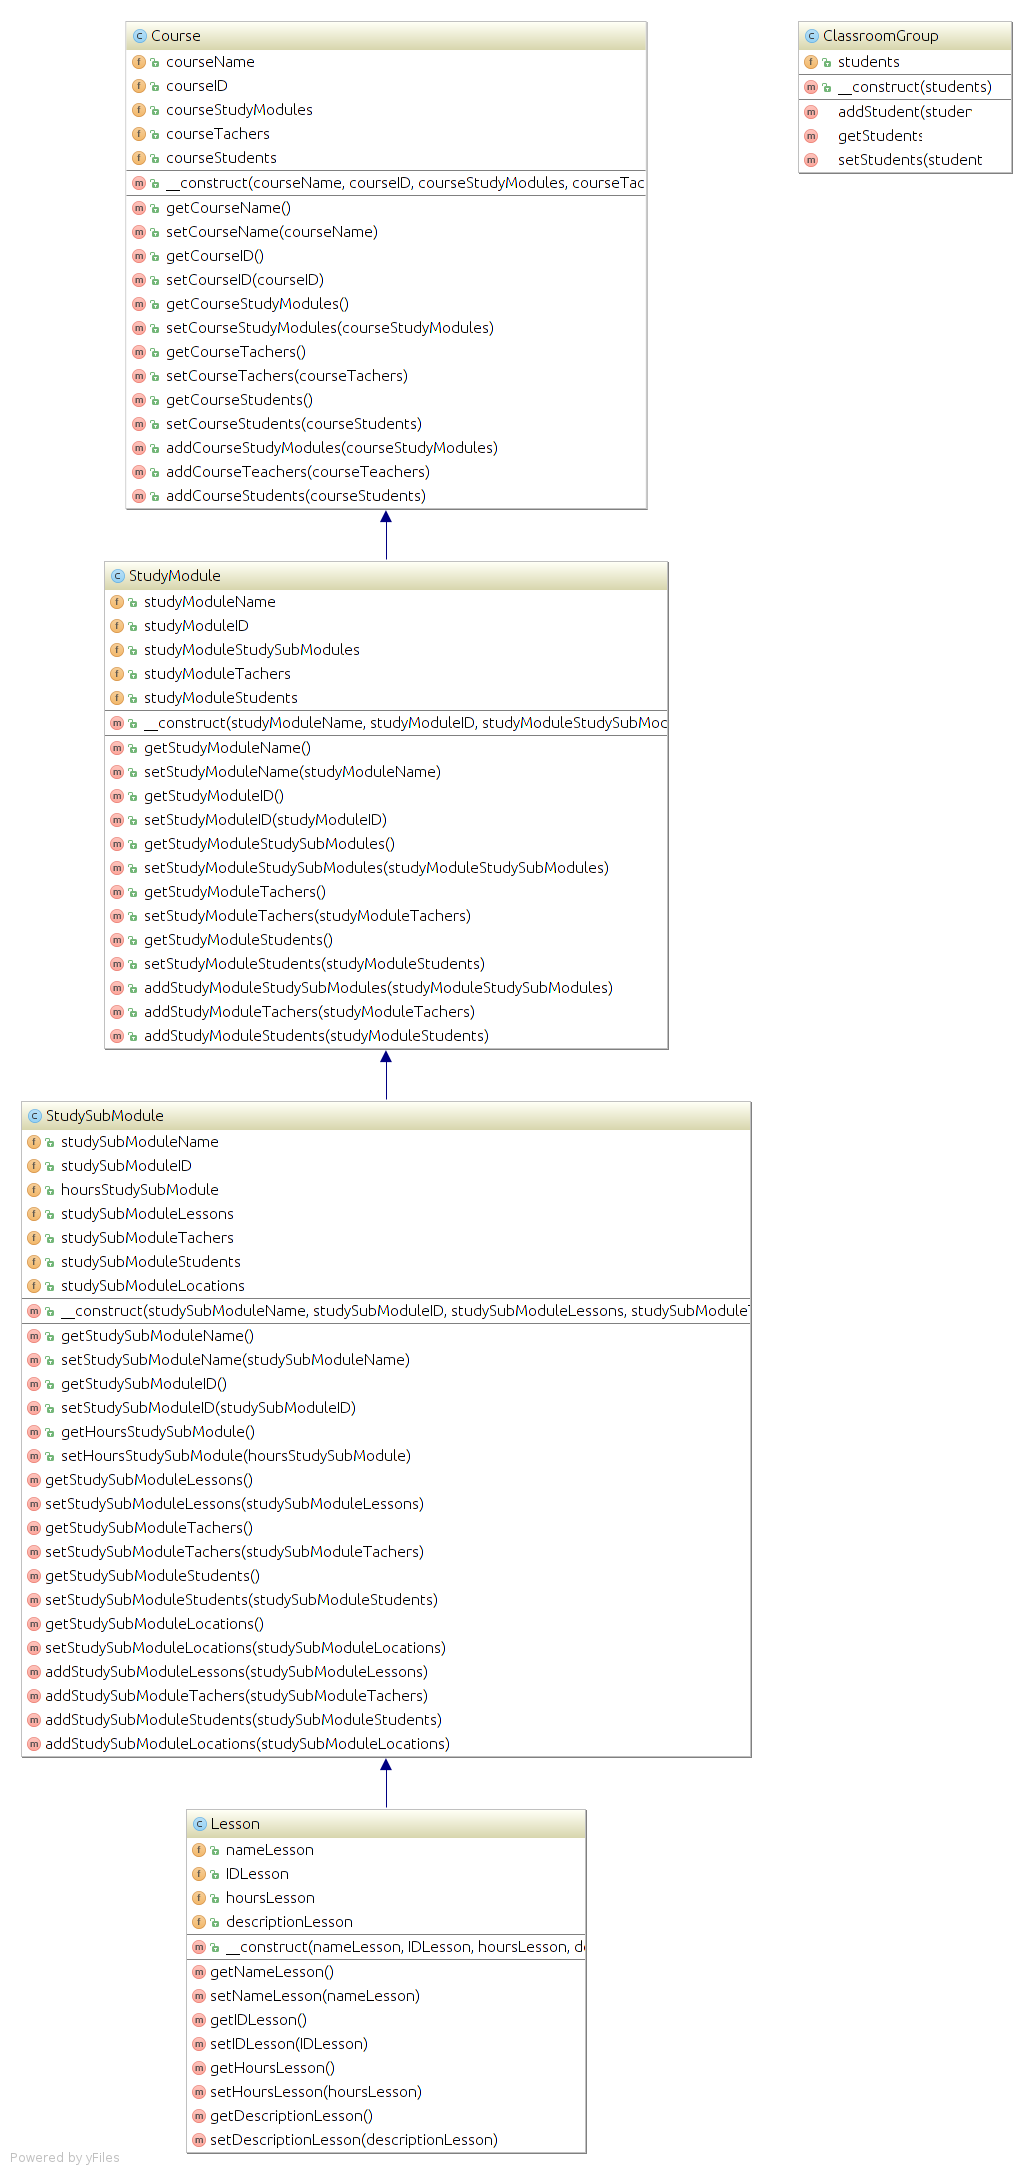 Course
courseName
courseID
courseStudyModules
courseTachers
courseStudents
__construct(courseName, courseID, courseStudyModules, courseTac
getCourseName()
setCourseName(courseName)
getCourseID()
setCourseID(courseID)
getCourseStudyModules()
setCourseStudyModules(courseStudyModules)
getCourseTachers()
setCourseTachers(courseTachers)
getCourseStudents()
setCourseStudents(courseStudents)
addCourseStudyModules(courseStudyModules)
addCourseTeachers(courseTeachers)
addCourseStudents(courseStudents)
ClassroomGroup
students
__construct(students)
addStudent(studer
getStudents
setStudents(student
StudyModule
studyModuleName
studyModuleID
studyModuleStudySubModules
studyModuleTachers
studyModuleStudents
__construct(studyModuleName, studyModuleID, studyModuleStudySubMod
getStudyModuleName()
setStudyModuleName(studyModuleName)
getStudyModuleID()
setStudyModuleID(studyModuleID)
getStudyModuleStudySubModules()
setStudyModuleStudySubModules(studyModuleStudySubModules)
getStudyModuleTachers()
setStudyModuleTachers(studyModuleTachers)
getStudyModuleStudents()
setStudyModuleStudents(studyModuleStudents)
addStudyModuleStudySubModules(studyModuleStudySubModules)
addStudyModuleTachers(studyModuleTachers)
addStudyModuleStudents(studyModuleStudents)
StudySubModule
studySubModuleName
studySubModuleID
hoursStudySubModule
studySubModuleLessons
studySubModuleTachers
studySubModuleStudents
studySubModuleLocations
__construct(studySubModuleName, studySubModuleID, studySubModuleLessons, studySubModuleT
getStudySubModuleName()
setStudySubModuleName(studySubModuleName)
getStudySubModuleID()
setStudySubModuleID(studySubModuleID)
getHoursStudySubModule()
setHoursStudySubModule(hoursStudySubModule)
getStudySubModuleLessons()
setStudySubModuleLessons(studySubModuleLessons)
getStudySubModuleTachers()
setStudySubModuleTachers(studySubModuleTachers)
getStudySubModuleStudents()
setStudySubModuleStudents(studySubModuleStudents)
getStudySubModuleLocations()
setStudySubModuleLocations(studySubModuleLocations)
addStudySubModuleLessons(studySubModuleLessons)
addStudySubModuleTachers(studySubModuleTachers)
addStudySubModuleStudents(studySubModuleStudents)
addStudySubModuleLocations(studySubModuleLocations)
Lesson
nameLesson
IDLesson
hoursLesson
descriptionLesson
__construct(nameLesson, IDLesson, hoursLesson, de
getNameLesson()
setNameLesson(nameLesson)
getIDLesson()
setIDLesson(IDLesson)
getHoursLesson()
setHoursLesson(hoursLesson)
getDescriptionLesson()
setDescriptionLesson(descriptionLesson)
Powered by yFiles